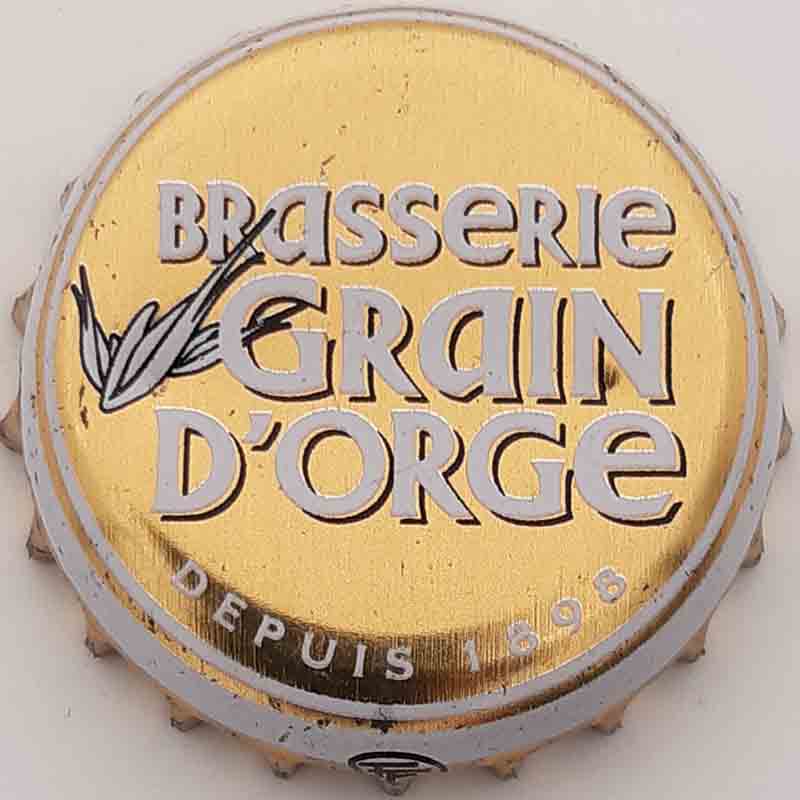 BRASSERIE
GRAIN
D'ORGE
DEPUIS 1898